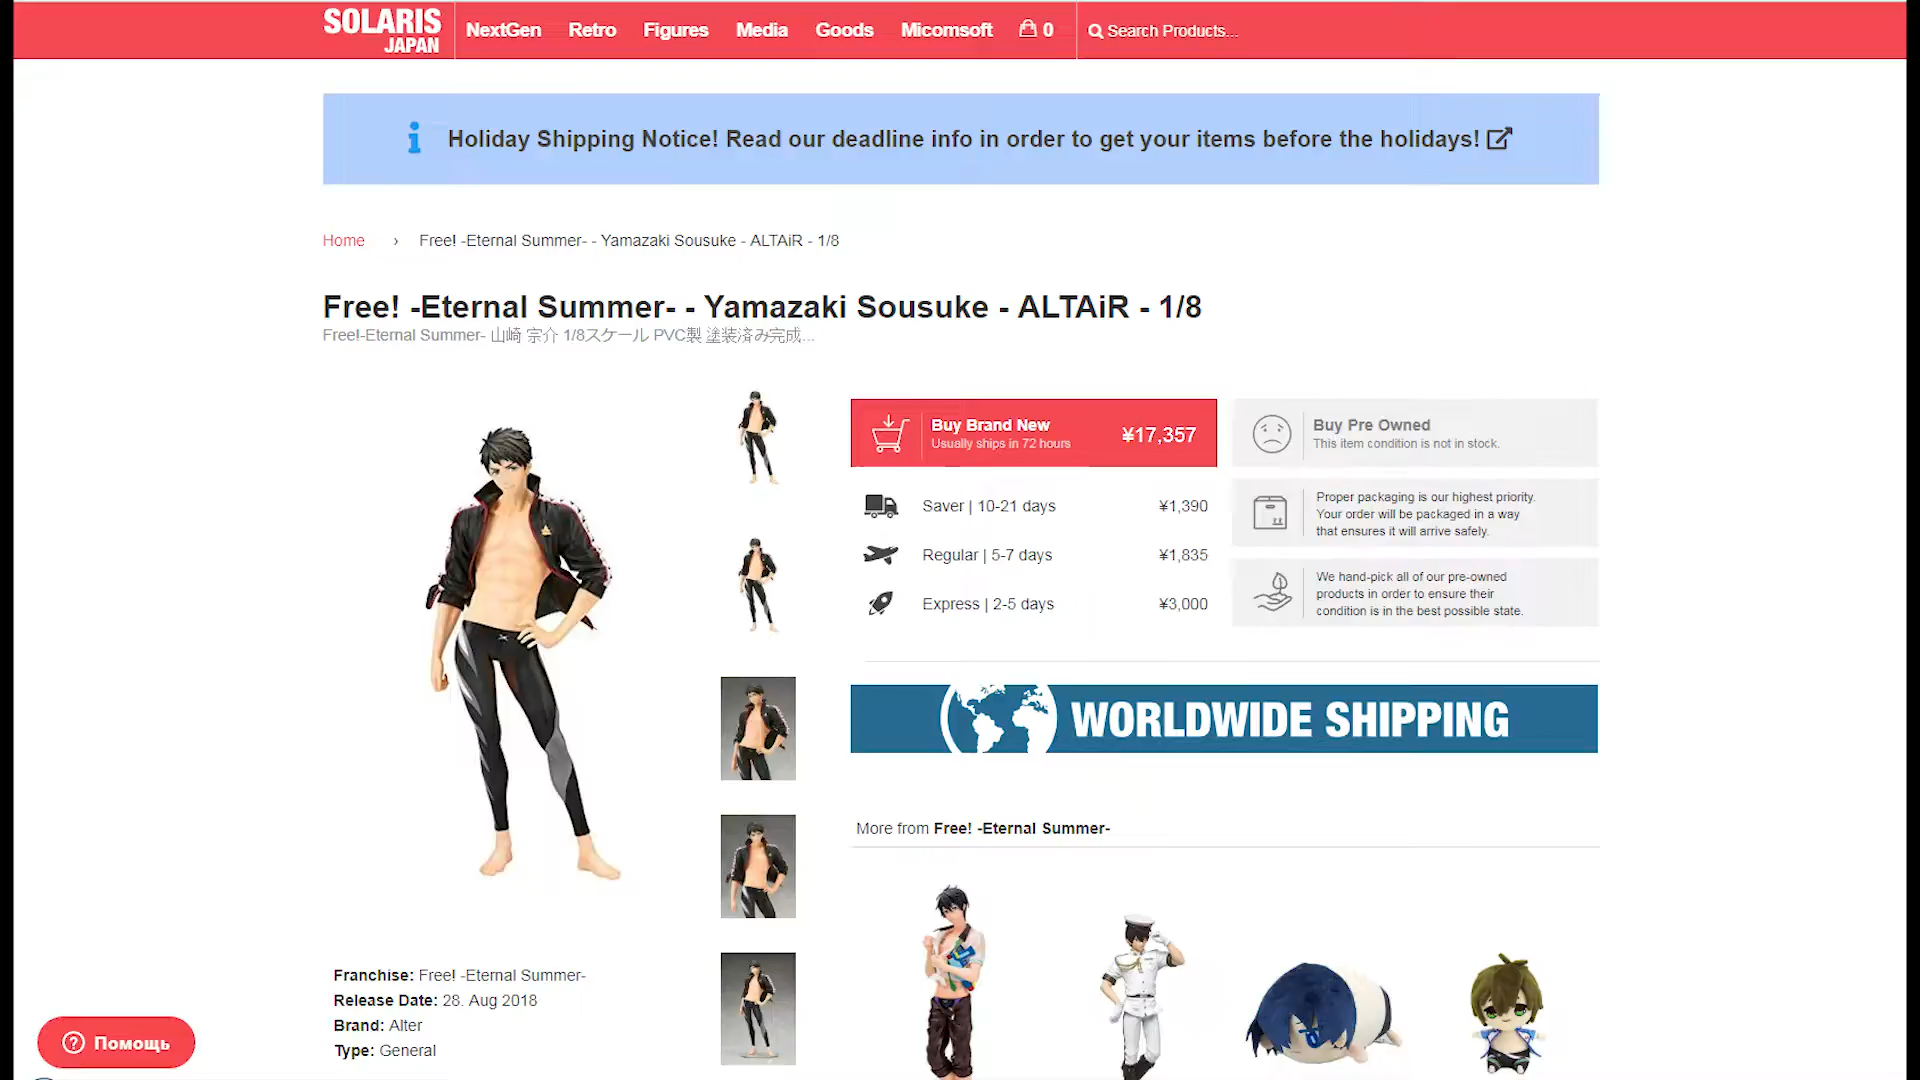 SOLARIS
JAPAN
NextGen
Retro
Figures
Media
Goods
Micomsoft
0
Search Products...
Holiday Shipping Notice! Read our deadline info in order to get your items before the holidays!
Home › Free! -Eternal Summer- - Yamazaki Sousuke - ALTAiR - 1/8
Free! -Eternal Summer- - Yamazaki Sousuke - ALTAiR - 1/8
Free!-Eternal Summer- 山崎 宗介 1/8スケール PVC製 塗装済み完成...
Buy Brand New
Usually ships in 72 hours
¥17,357
Saver | 10-21 days
¥1,390
Regular | 5-7 days
¥1,835
Express | 2-5 days
¥3,000
Buy Pre Owned
This item condition is not in stock.
Proper packaging is our highest priority.
Your order will be packaged in a way
that ensures it will arrive safely.
We hand-pick all of our pre-owned
products in order to ensure their
condition is in the best possible state.
WORLDWIDE SHIPPING
More from Free! -Eternal Summer-
Franchise: Free! -Eternal Summer-
Release Date: 28. Aug 2018
Brand: Alter
Type: General
Помощь